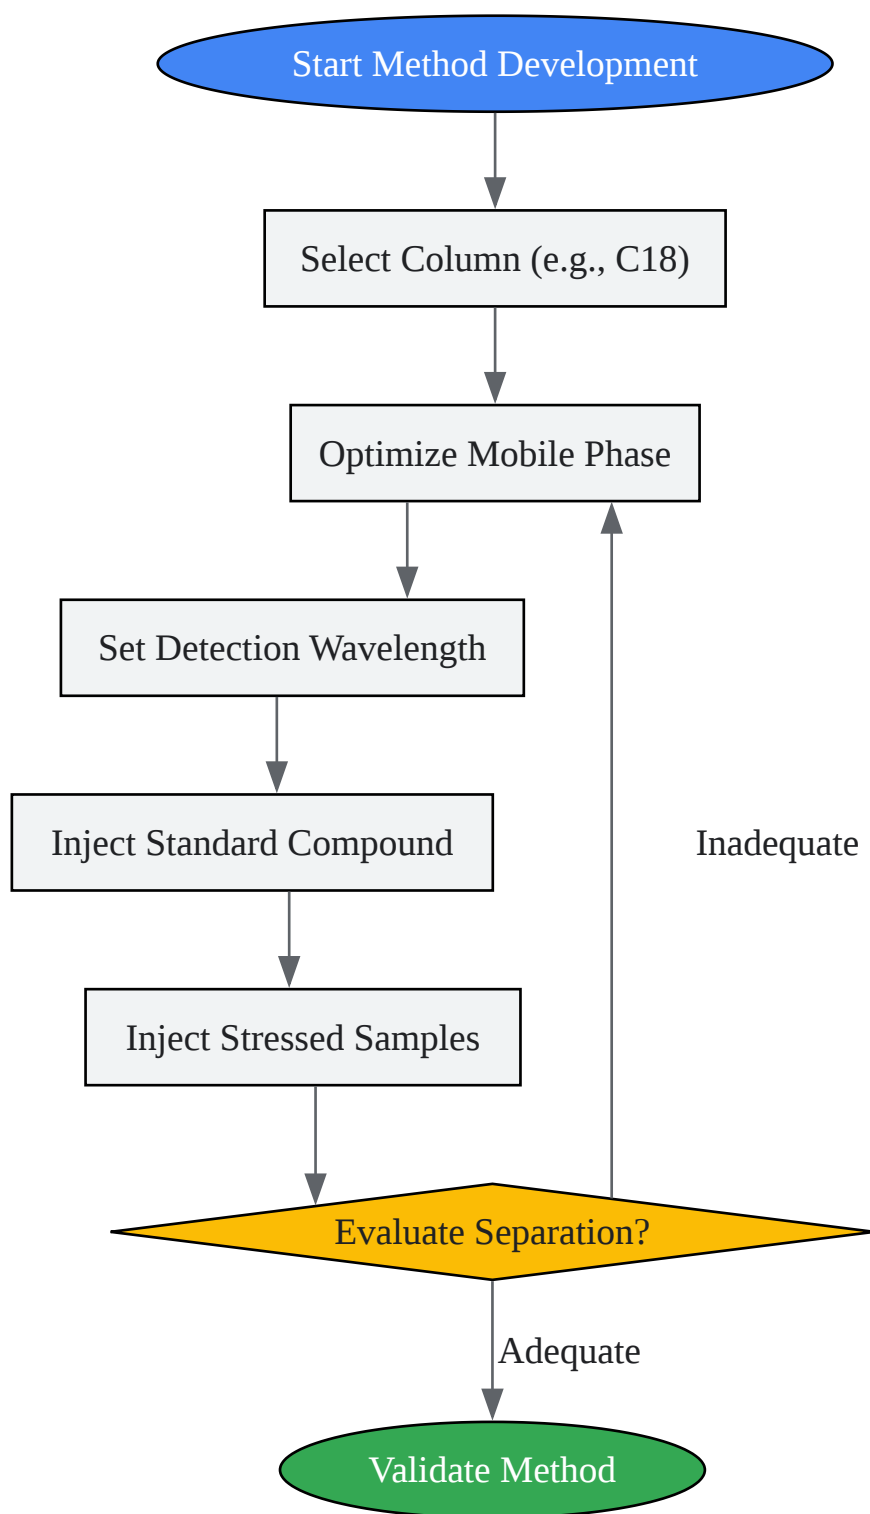 Start Method Development
Select Column (e.g., C18)
Optimize Mobile Phase
Set Detection Wavelength
Inject Standard Compound
Inadequate
Inject Stressed Samples
Evaluate Separation?
Adequate
Validate Method